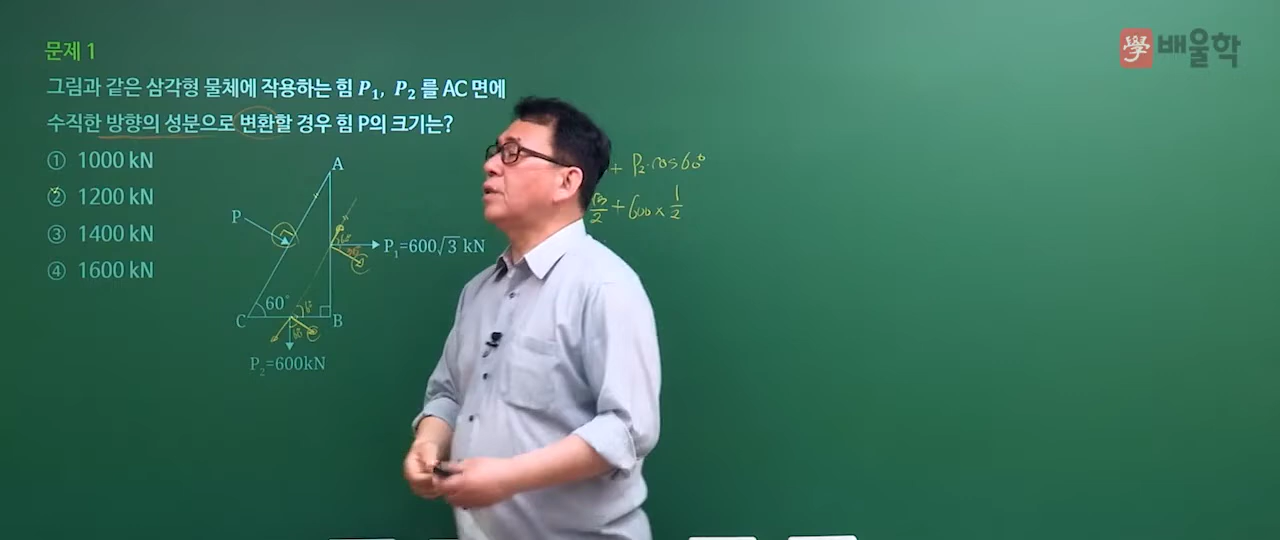 學 배울학
문제 1
그림과 같은 삼각형 물체에 작용하는 힘 P₁, P₂ 를 AC 면에
수직한 방향의 성분으로 변환할 경우 힘 P의 크기는?
① 1000 kN
② 1200 kN
③ 1400 kN
④ 1600 kN
A
P
P₁=600√3 kN
60°
C
B
P₂=600kN
+ P₂·cos60°
√3/2 + 600 × 1/2